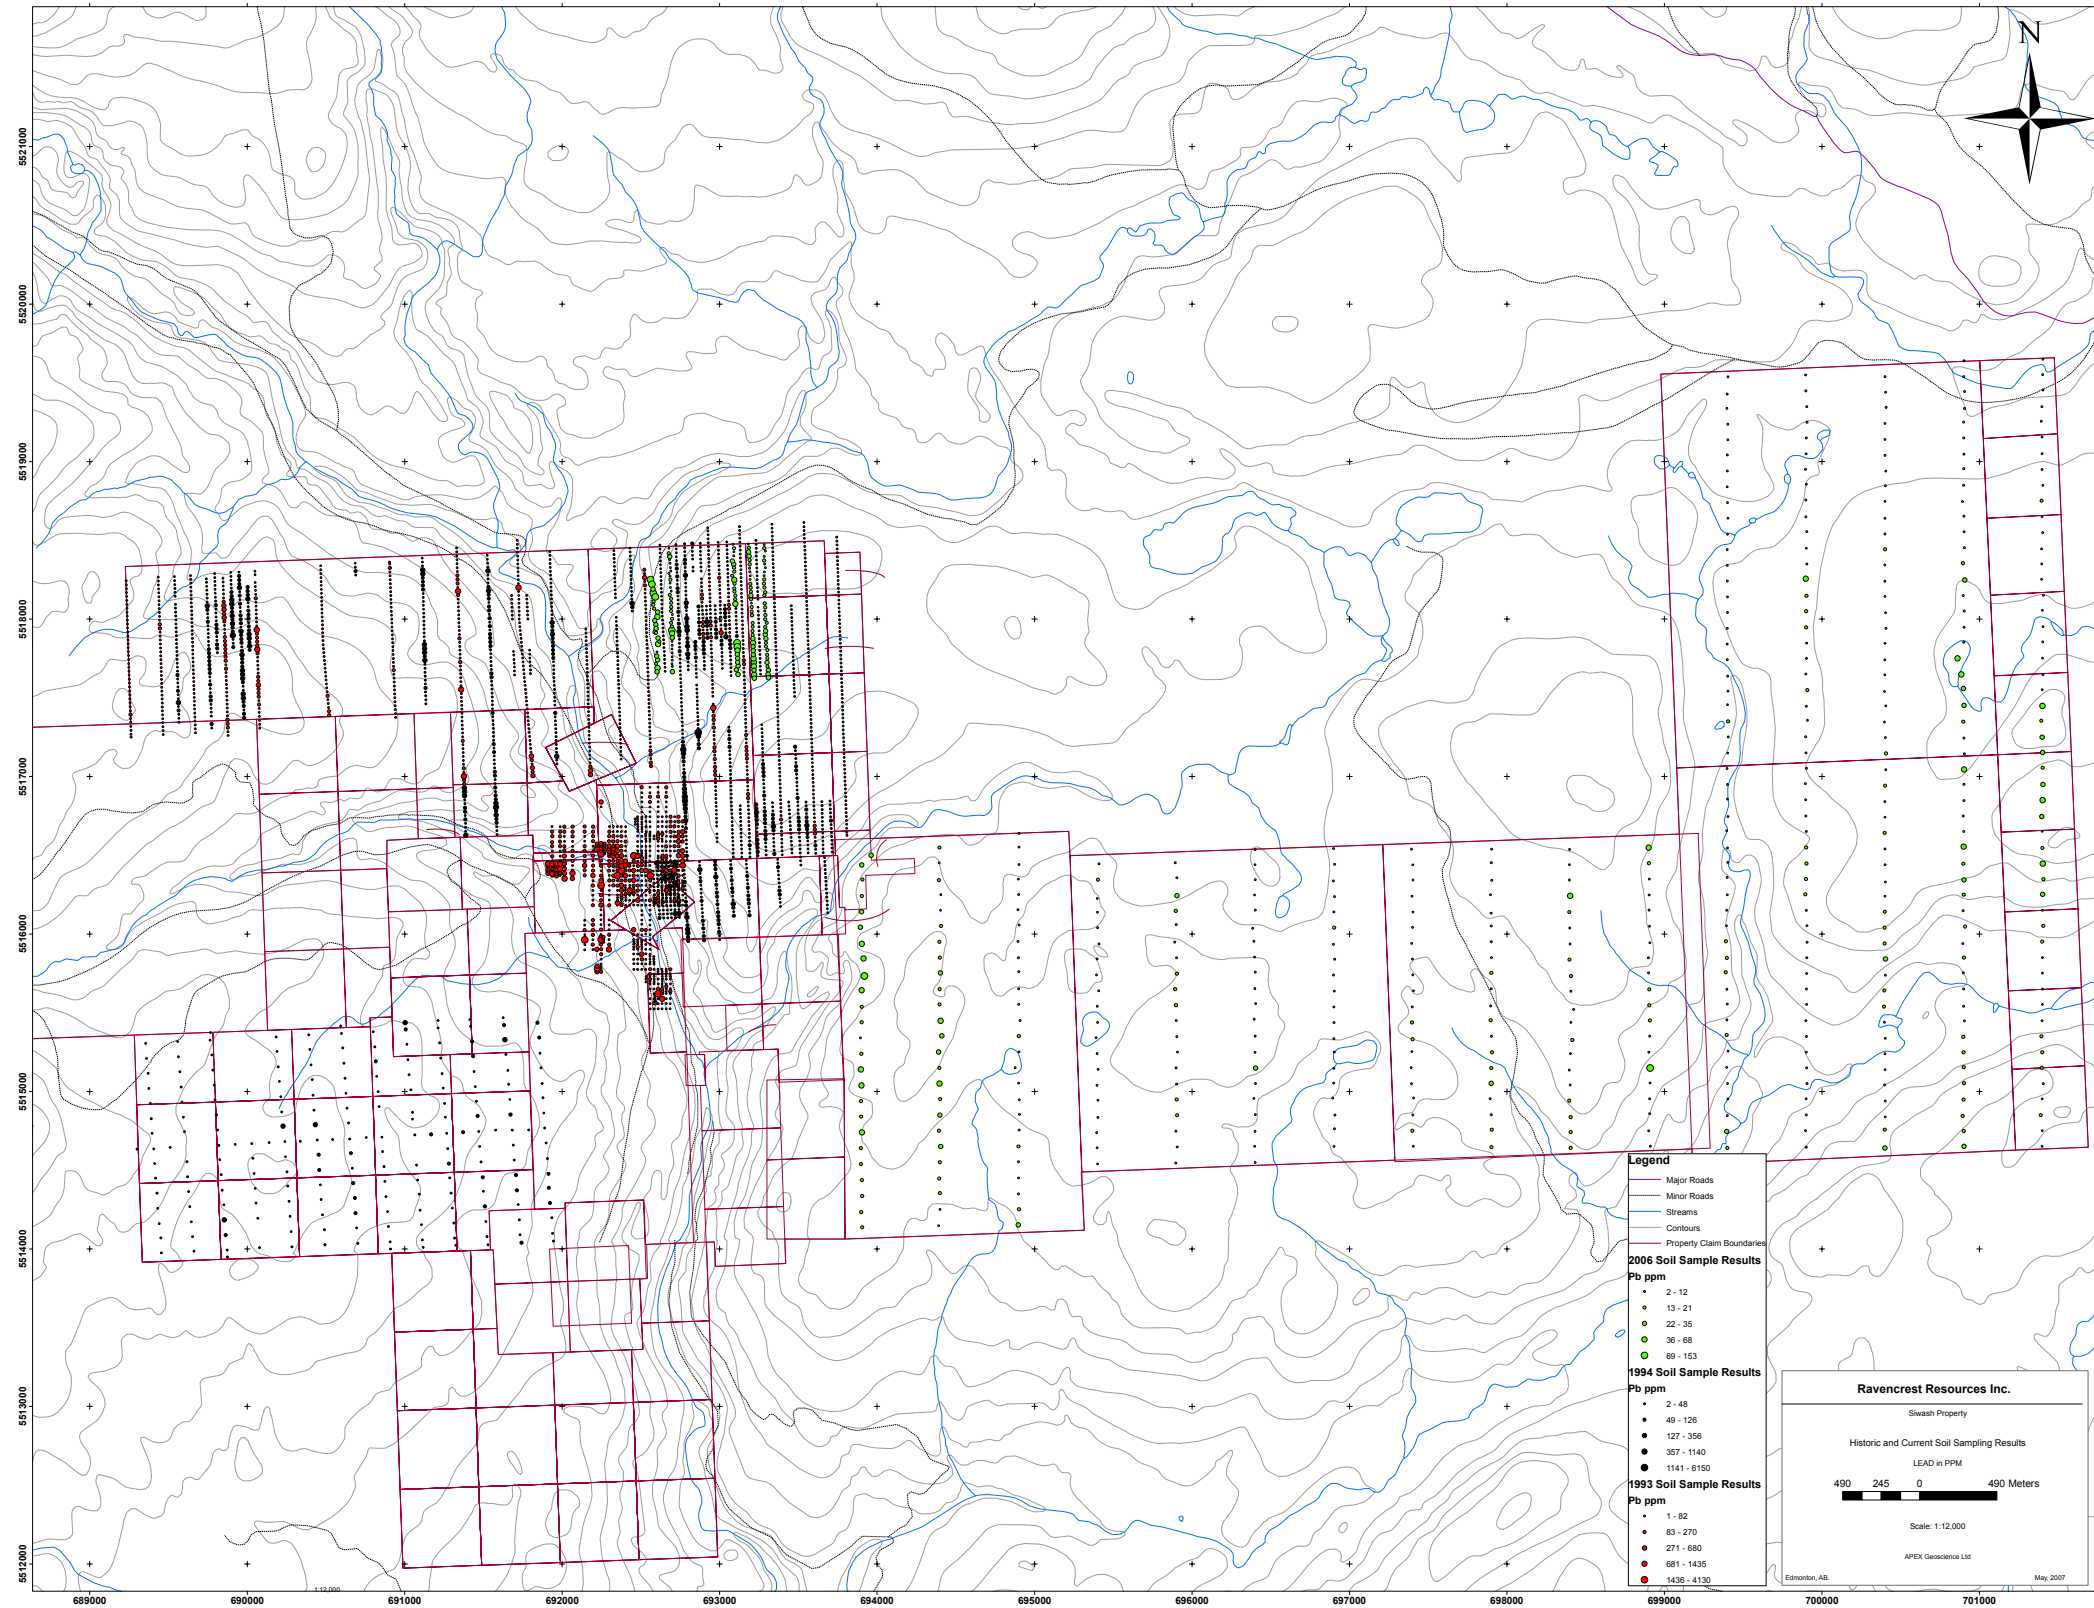 N
5521000
5520000
5519000
5518000
5517000
5516000
5515000
5514000
5513000
5512000
Legend
Major Roads
Minor Roads
Streams
Contours
Property Claim Boundaries
2006 Soil Sample Results
Pb ppm
2 - 12
13 - 21
22 - 35
36 - 68
69 - 153
1994 Soil Sample Results
Pb ppm
2 - 48
49 - 126
127 - 356
357 - 1140
1141 - 6150
1993 Soil Sample Results
Pb ppm
1 - 82
83 - 270
271 - 680
681 - 1435
1436 - 4130
Ravencrest Resources Inc.
Siwash Property
Historic and Current Soil Sampling Results
LEAD in PPM
490 245 0 490 Meters
Scale: 1:12,000
APEX Geoscience Ltd
Edmonton, AB. May, 2007
1:12,000
689000 690000 691000 692000 693000 694000 695000 696000 697000 698000 699000 700000 701000